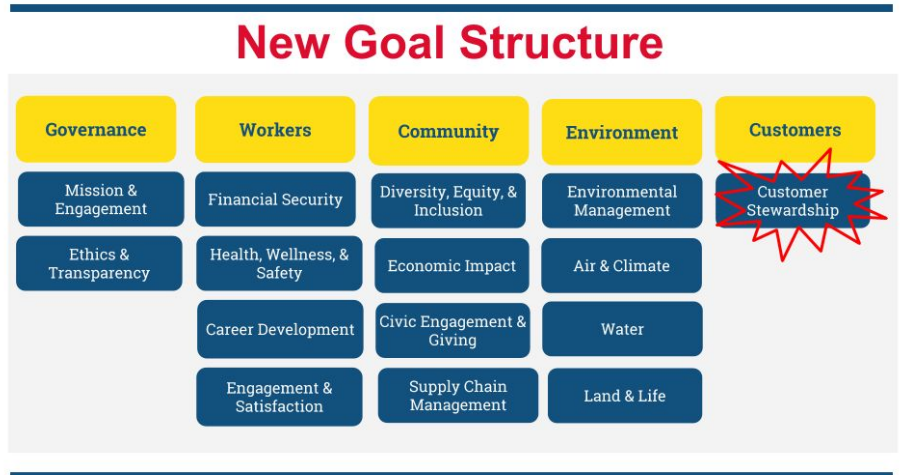 New Goal Structure
Governance
Workers
Community
Environment
Customers
Mission &
Engagement
Ethics &
Transparency
Financial Security
Health, Wellness, &
Safety
Career Development
Engagement &
Satisfaction
Diversity, Equity, &
Inclusion
Economic Impact
Civic Engagement &
Giving
Supply Chain
Management
Environmental
Management
Air & Climate
Water
Land & Life
Customer
Stewardship